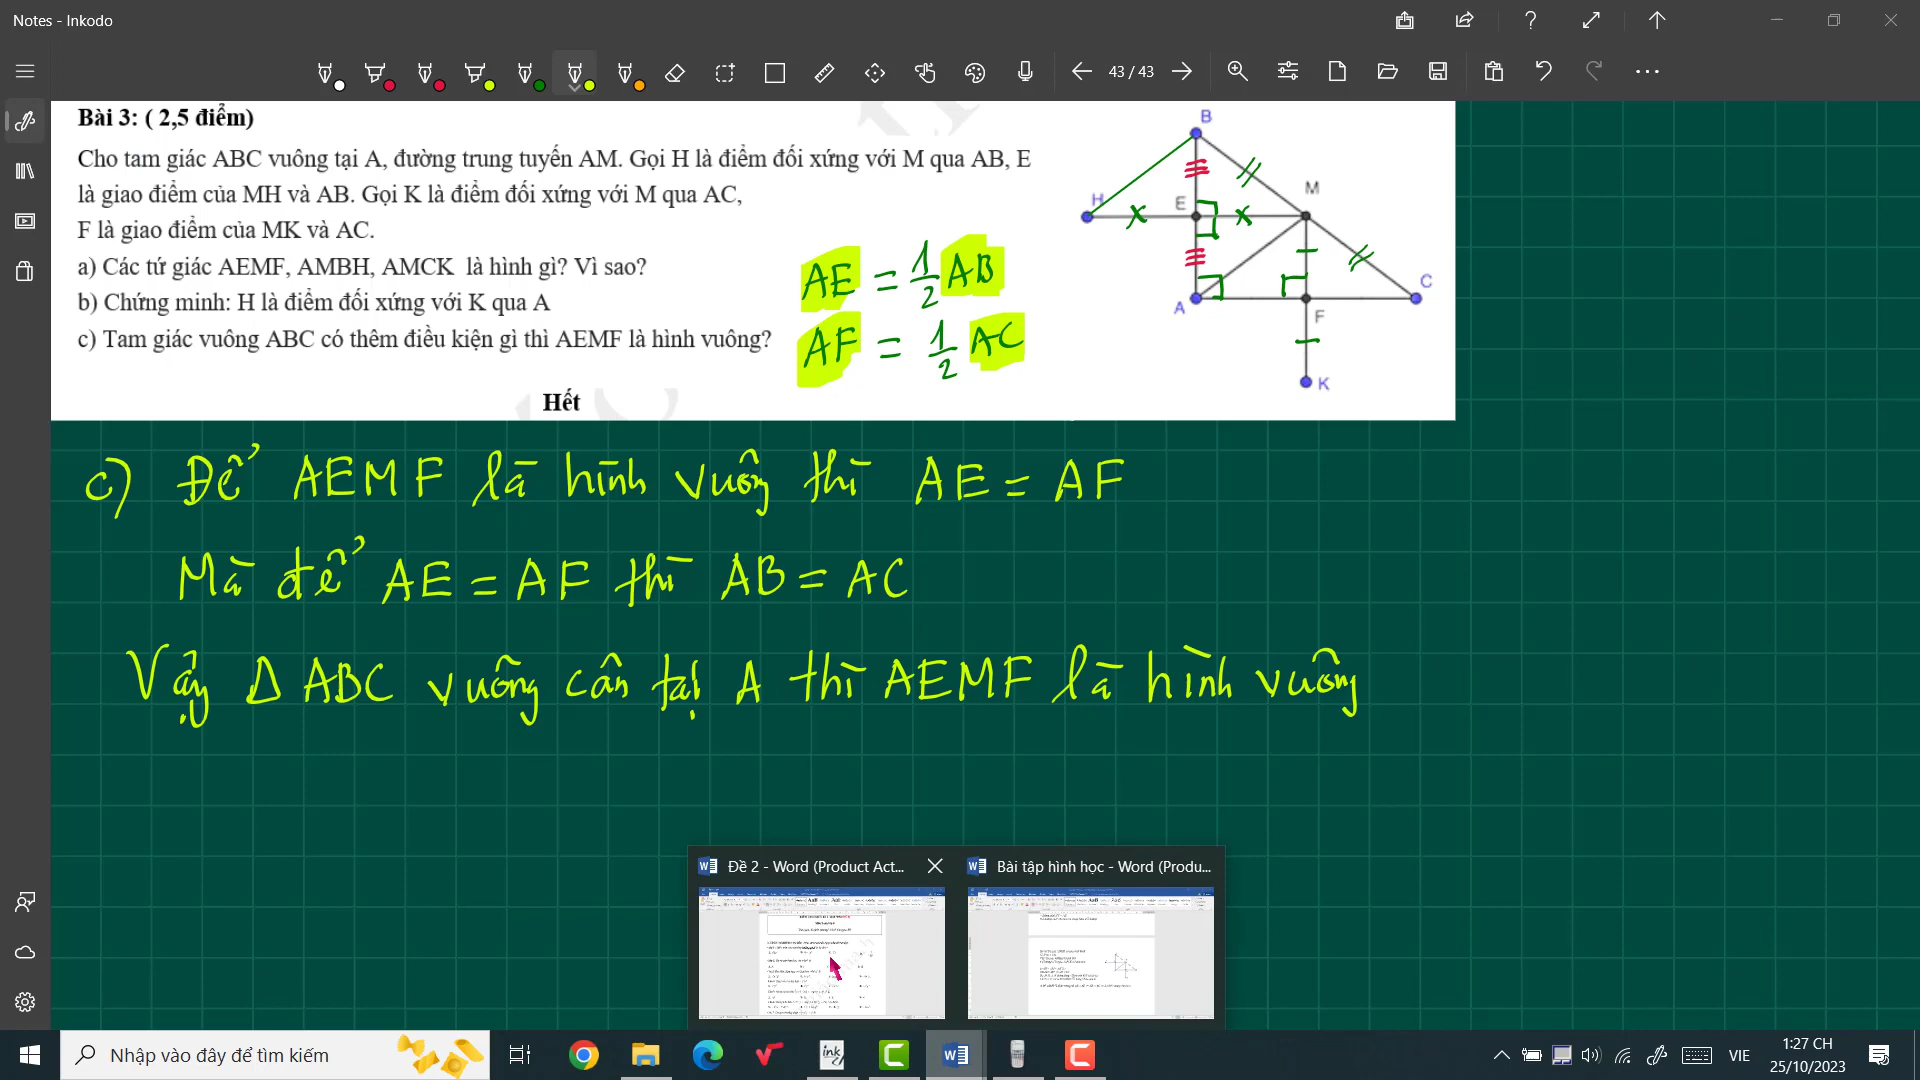 Notes - Inkodo
43 / 43
Bài 3: ( 2,5 điểm)
Cho tam giác ABC vuông tại A, đường trung tuyến AM. Gọi H là điểm đối xứng với M qua AB, E
là giao điểm của MH và AB. Gọi K là điểm đối xứng với M qua AC,
F là giao điểm của MK và AC.
a) Các tứ giác AEMF, AMBH, AMCK là hình gì? Vì sao?
b) Chứng minh: H là điểm đối xứng với K qua A
c) Tam giác vuông ABC có thêm điều kiện gì thì AEMF là hình vuông?
Hết
AE = 1/2 AB
AF = 1/2 AC
B
M
H
E
x
x
C
A
F
K
c) Để AEMF là hình vuông thì AE = AF
Mà để AE = AF thì AB = AC
Vậy Δ ABC vuông cân tại A thì AEMF là hình vuông
Đề 2 - Word (Product Act...
Bài tập hình học - Word (Produ...
Nhập vào đây để tìm kiếm
ink
VIE
1:27 CH
25/10/2023